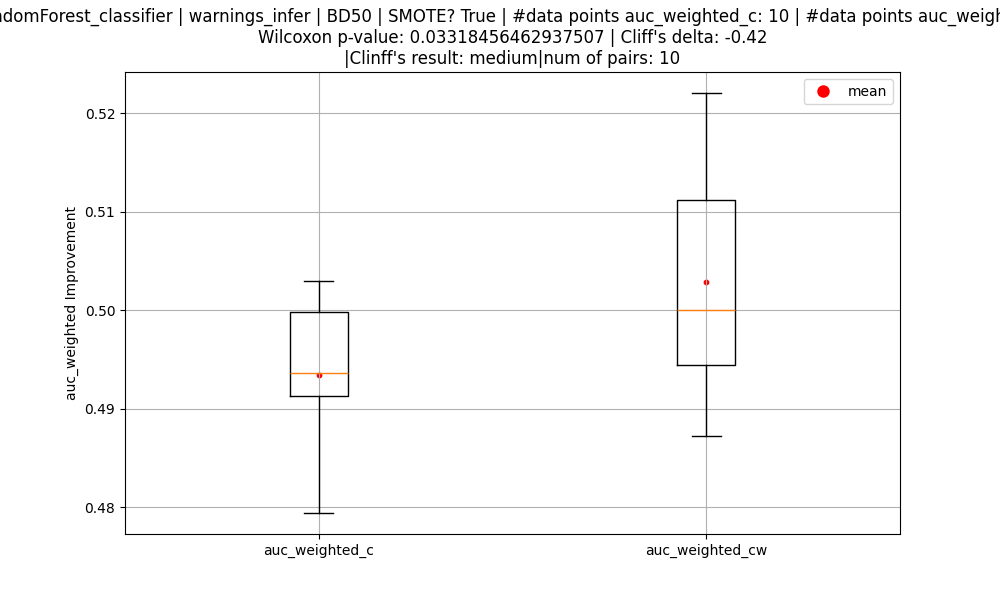 | warnings_infer | BD50 | SMOTE? True | #data points auc_weighted_c: 10 | #data points
Wilcoxon p-value: 0.03318456462937507 | Cliff's delta: -0.42
|Clinff's result: medium|num of pairs: 10
mean
0.52
0.51
0.50
0.49
0.48
auc_weighted Improvement
auc_weighted_c
auc_weighted_cw